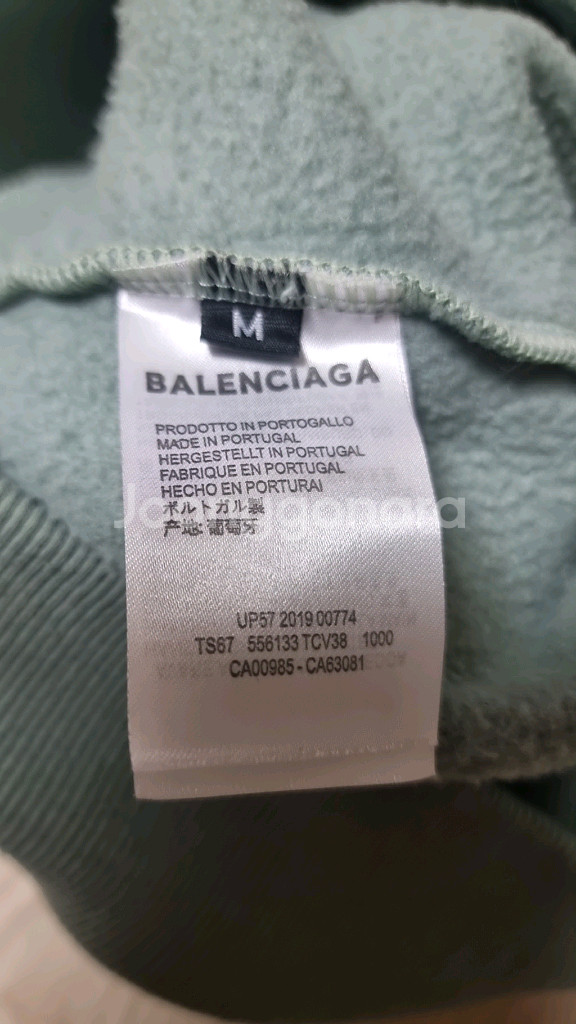 M
BALENCIAGA
PRODOTTO IN PORTOGALLO
MADE IN PORTUGAL
HERGESTELLT IN PORTUGAL
FABRIQUE EN PORTUGAL
HECHO EN PORTURAI
ポルトガル製
产地: 葡萄牙
UP57 2019 00774
TS67 556133 TCV38 1000
CA00985 - CA63081